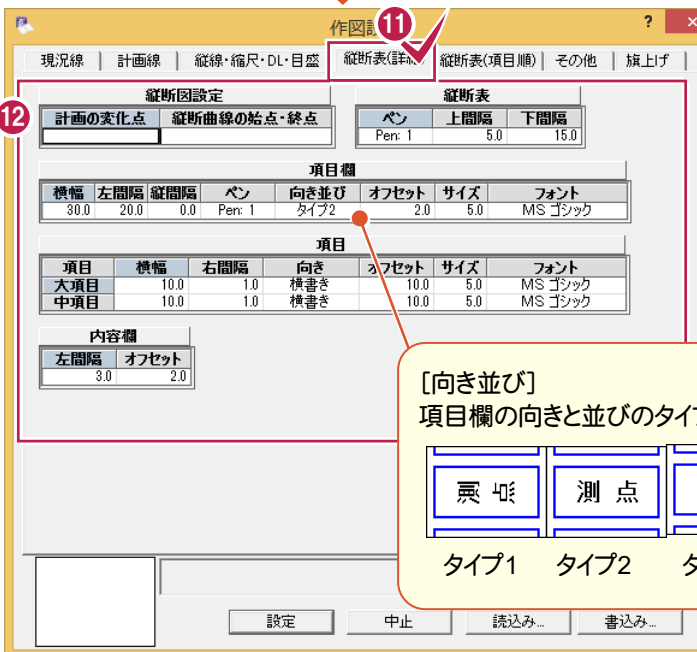 作図設
11
? ×
現況線 計画線 縦線・縮尺・DL・目盛 縦断表(詳細) 縦断表(項目順) その他 旗上げ
12
縦断図設定 縦断表
計画の変化点 縦断曲線の始点・終点 ペン 上間隔 下間隔
Pen: 1 5.0 15.0
項目欄
横幅 左間隔 縦間隔 ペン 向き並び オフセット サイズ フォント
30.0 20.0 0.0 Pen: 1 タイプ2 2.0 5.0 MS ゴシック
項目
項目 横幅 右間隔 向き オフセット サイズ フォント
大項目 10.0 1.0 横書き 10.0 5.0 MS ゴシック
中項目 10.0 1.0 横書き 10.0 5.0 MS ゴシック
内容欄
左間隔 オフセット
3.0 2.0
[向き並び]
項目欄の向きと並びのタイプ
測 点 測 点
タイプ1 タイプ2 タ
設定 中止 読込み... 書込み...